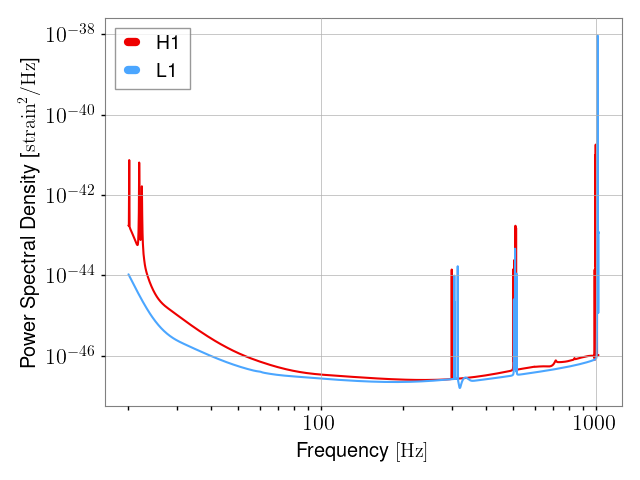 10⁻³⁸
10⁻⁴⁰
10⁻⁴²
10⁻⁴⁴
10⁻⁴⁶
Power Spectral Density [strain²/Hz]
H1
L1
100
1000
Frequency [Hz]